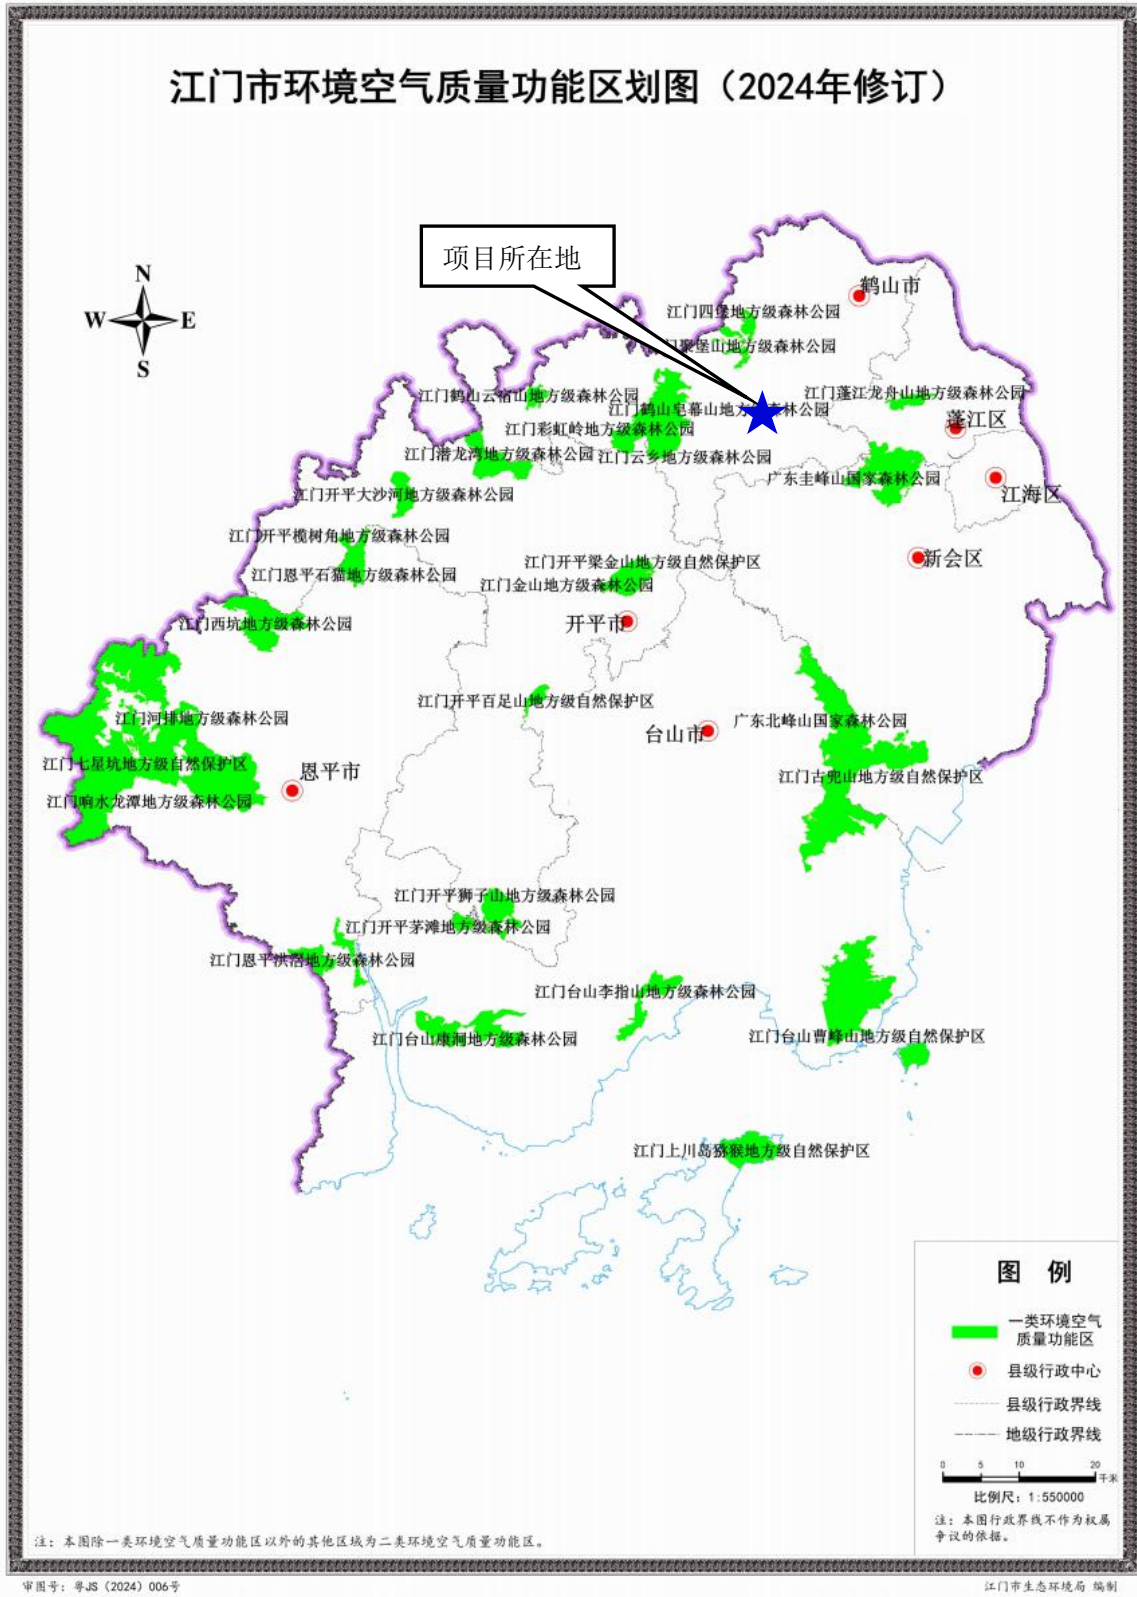 江门市环境空气质量功能区划图（2024年修订）
项目所在地
N
W
E
S
鹤山市
江门四堡地方级森林公园
聚堡山地方级森林公园
江门鹤山云宿山地方级森林公园
江门蓬江龙舟山地方级森林公园
江门鹤山皂幕山地方级森林公园
蓬江区
江门彩虹岭地方级森林公园
江门潜龙湾地方级森林公园
江门云乡地方级森林公园
广东圭峰山国家森林公园
江门开平大沙河地方级森林公园
江海区
江门开平榄树角地方级森林公园
江门开平梁金山地方级自然保护区
新会区
江门恩平石猫地方级森林公园
江门金山地方级森林公园
江门西坑地方级森林公园
开平市
江门开平百足山地方级自然保护区
江门河排地方级森林公园
广东北峰山国家森林公园
台山市
江门七星坑地方级自然保护区
恩平市
江门古兜山地方级自然保护区
江门响水龙潭地方级森林公园
江门开平狮子山地方级森林公园
江门开平茅滩地方级森林公园
江门恩平洪滘地方级森林公园
江门台山李指山地方级森林公园
江门台山康洞地方级森林公园
江门台山曹峰山地方级自然保护区
江门上川岛猕猴地方级自然保护区
图 例
一类环境空气
质量功能区
县级行政中心
县级行政界线
地级行政界线
0 5 10 20
千米
比例尺：1:550000
注：本图行政界线不作为权属
争议的依据。
注：本图除一类环境空气质量功能区以外的其他区域为二类环境空气质量功能区。
审图号：粤JS（2024）006号
江门市生态环境局 编制